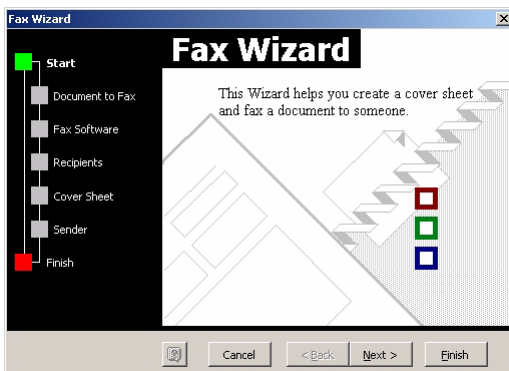 Fax Wizard
Fax Wizard
Start
Document to Fax
Fax Software
Recipients
Cover Sheet
Sender
Finish
This Wizard helps you create a cover sheet
and fax a document to someone.
Cancel
< Back
Next >
Finish